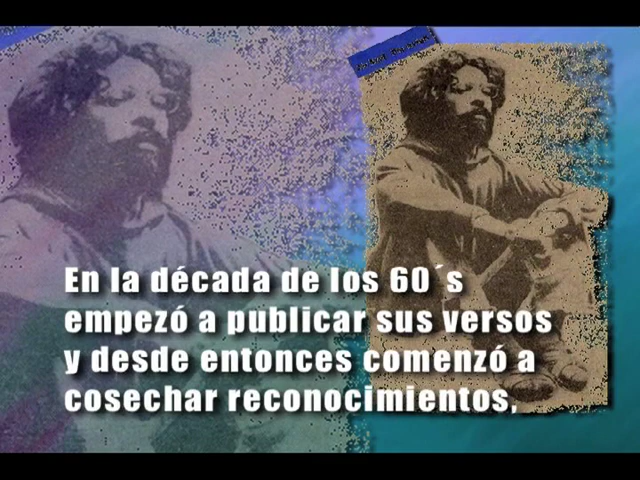 En la década de los 60´s
empezó a publicar sus versos
y desde entonces comenzó a
cosechar reconocimientos,